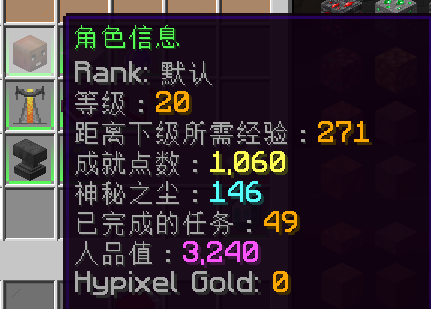 角色信息
Rank: 默认
等级：20
距离下级所需经验：271
成就点数：1,060
神秘之尘：146
已完成的任务：49
人品值：3,240
Hypixel Gold: 0